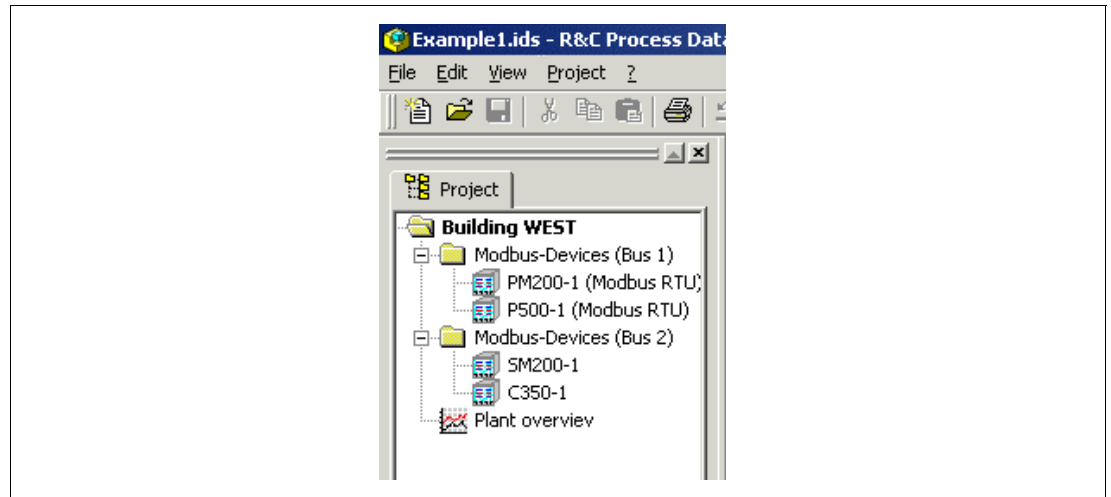 Example1.ids - R&C Process Data
File Edit View Project ?
Project
Building WEST
Modbus-Devices (Bus 1)
PM200-1 (Modbus RTU)
P500-1 (Modbus RTU)
Modbus-Devices (Bus 2)
SM200-1
C350-1
Plant overviev